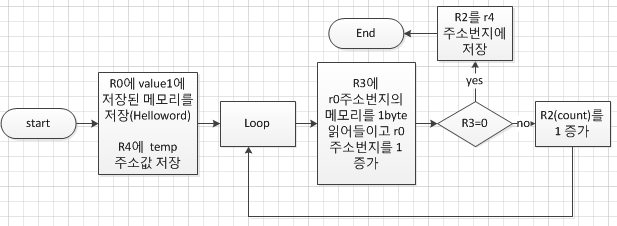 start
R0에 value1에
저장된 메모리를
저장(Helloword)
R4에 temp
주소값 저장
Loop
R3에
r0주소번지의
메모리를 1byte
읽어들이고 r0
주소번지를 1
증가
R3=0
yes
R2를 r4
주소번지에
저장
End
no
R2(count)를
1 증가